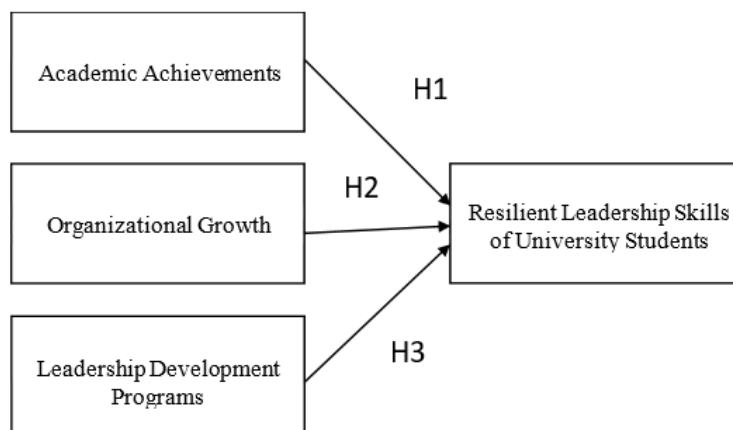 Academic Achievements
H1
H2
Organizational Growth
Resilient Leadership Skills
of University Students
H3
Leadership Development
Programs